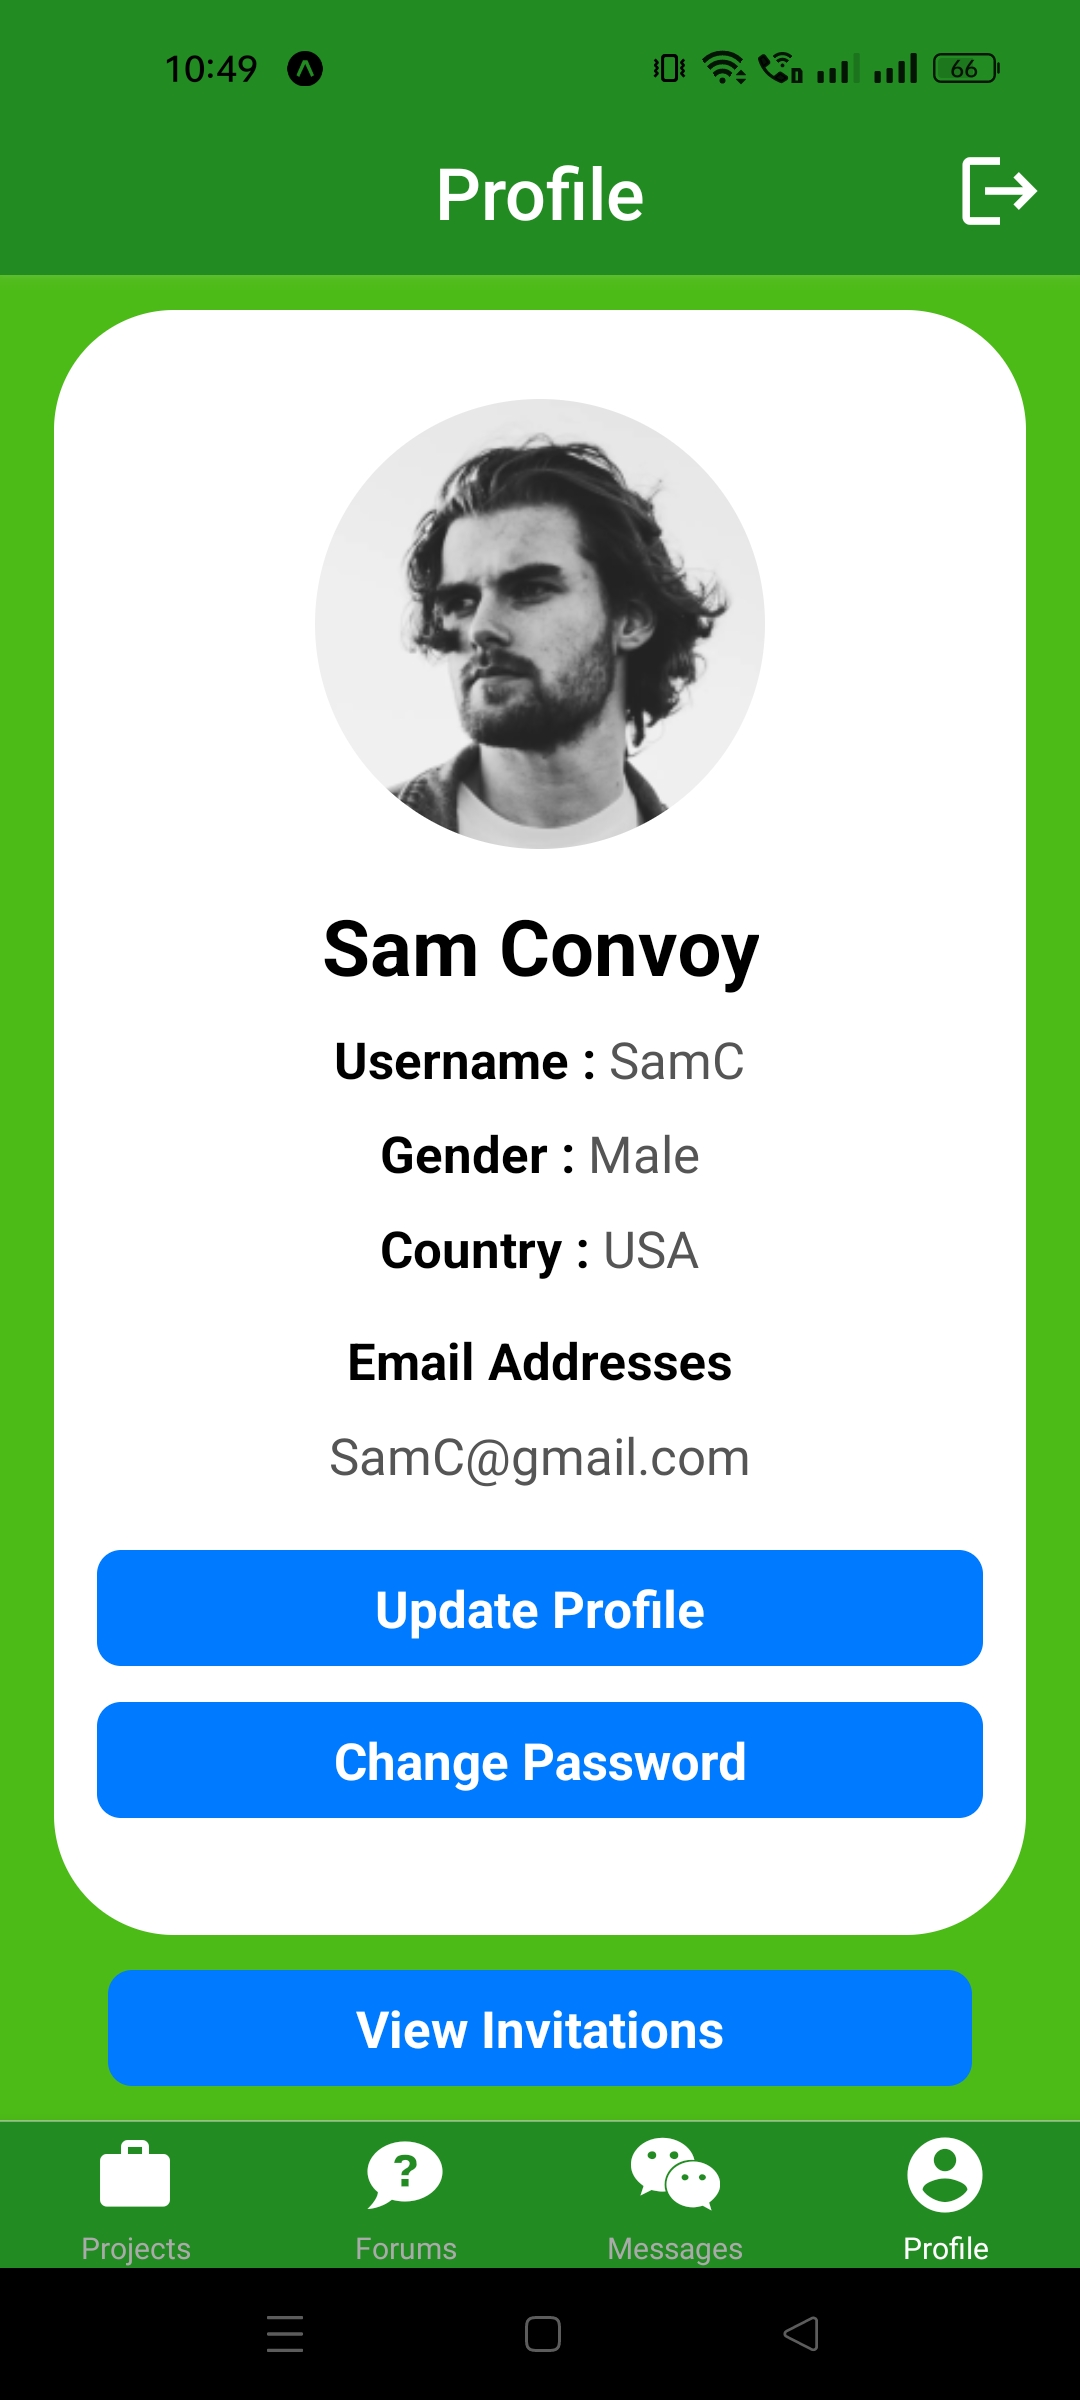 10:49
66
Profile
Sam Convoy
Username : SamC
Gender : Male
Country : USA
Email Addresses
SamC@gmail.com
Update Profile
Change Password
View Invitations
Projects
Forums
Messages
Profile